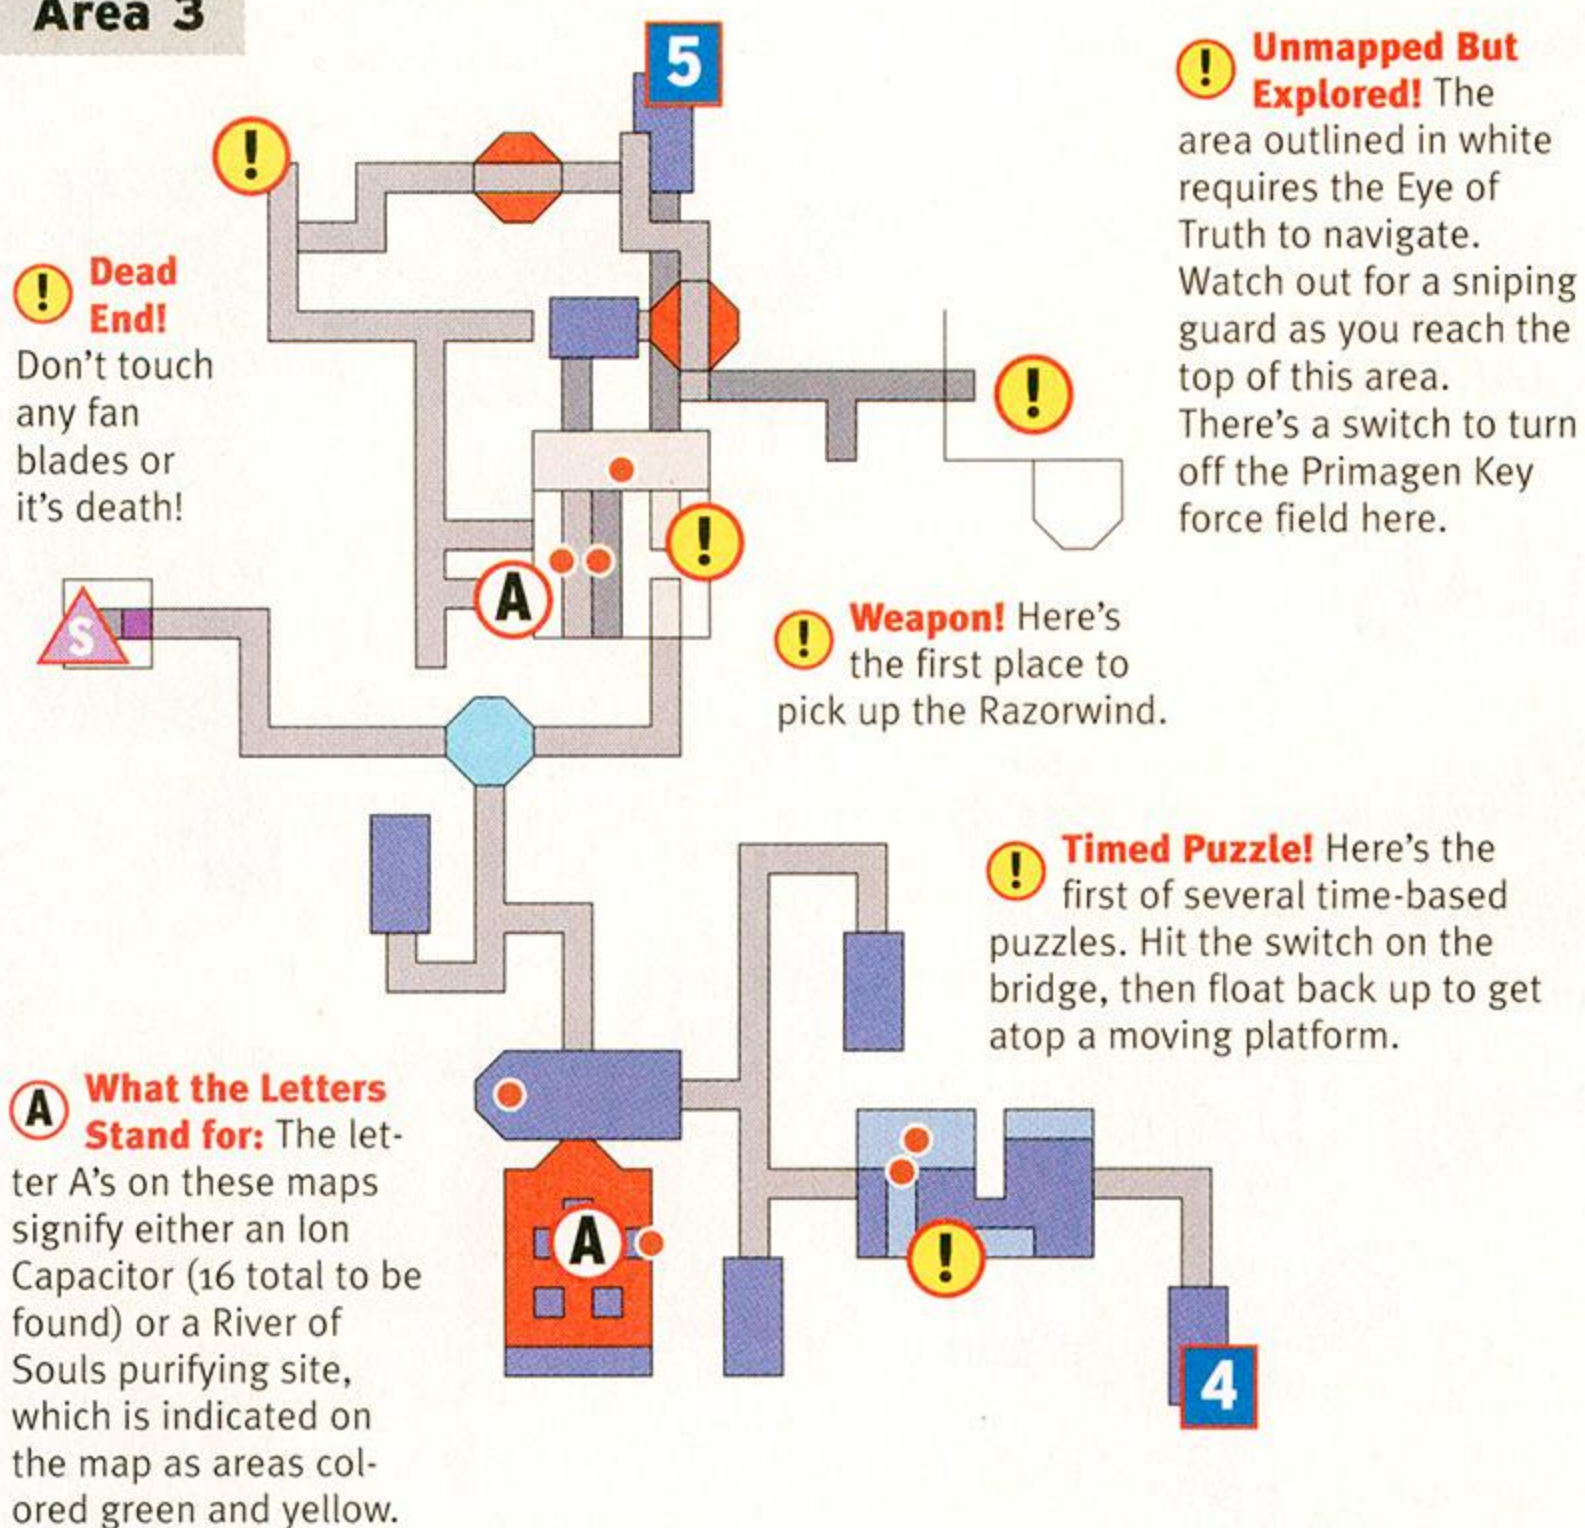 Area 3
5
!
! Unmapped But
Explored! The
area outlined in white
requires the Eye of
Truth to navigate.
Watch out for a sniping
guard as you reach the
top of this area.
There's a switch to turn
off the Primagen Key
force field here.
! Dead
End!
Don't touch
any fan
blades or
it's death!
!
!
A
S
! Weapon! Here's
the first place to
pick up the Razorwind.
! Timed Puzzle! Here's the
first of several time-based
puzzles. Hit the switch on the
bridge, then float back up to get
atop a moving platform.
A What the Letters
Stand for: The let-
ter A's on these maps
signify either an Ion
Capacitor (16 total to be
found) or a River of
Souls purifying site,
which is indicated on
the map as areas col-
ored green and yellow.
A
!
4